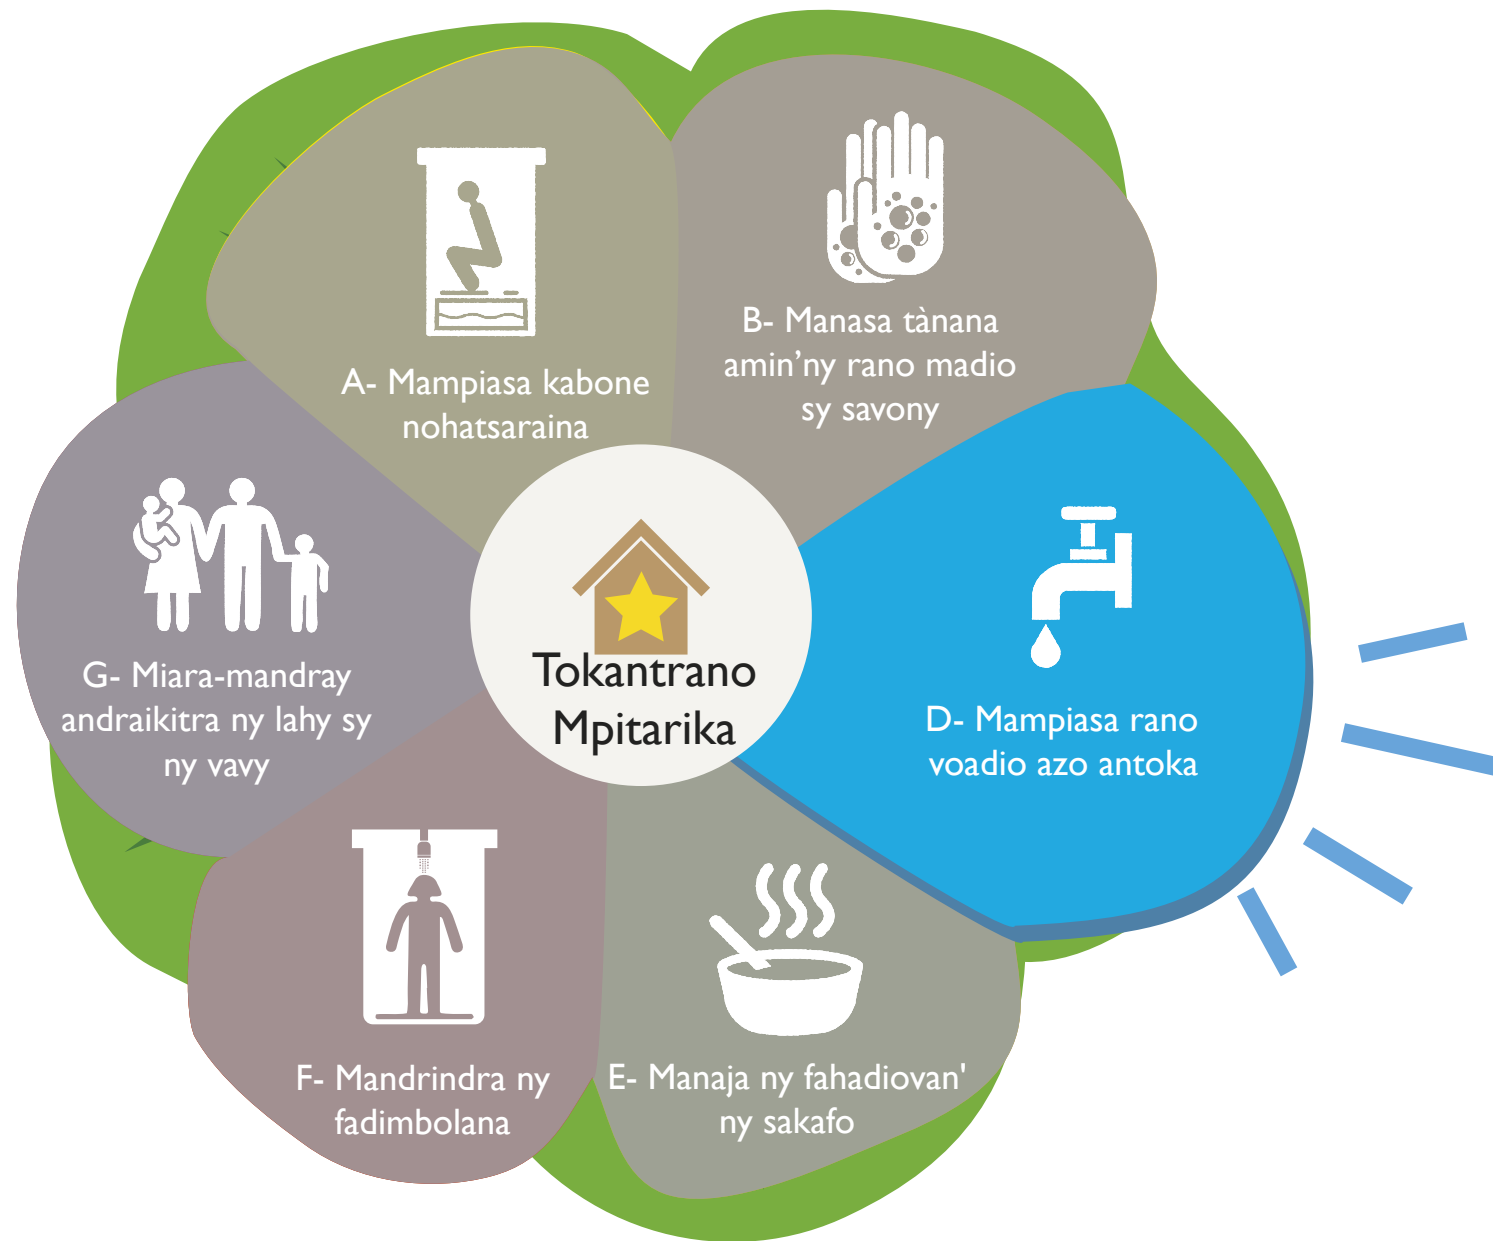 A- Mampiasa kabone
nohatsaraina
B- Manasa tànana
amin’ny rano madio
sy savony
D- Mampiasa rano
voadio azo antoka
E- Manaja ny fahadiovan'
ny sakafo
F- Mandrindra ny
fadimbolana
G- Miara-mandray
andraikitra ny lahy sy
ny vavy
Tokantrano
Mpitarika